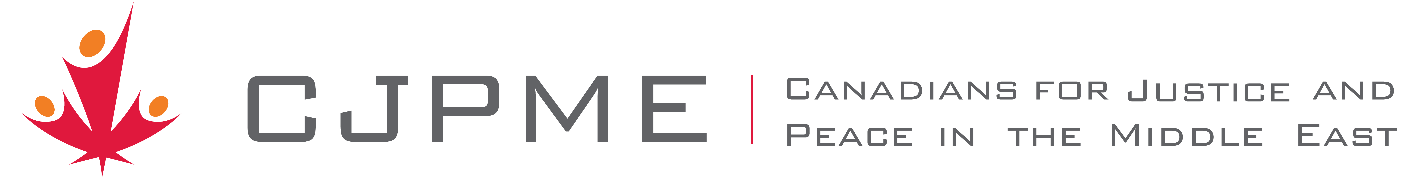 CJPME
CANADIANS FOR JUSTICE AND
PEACE IN THE MIDDLE EAST